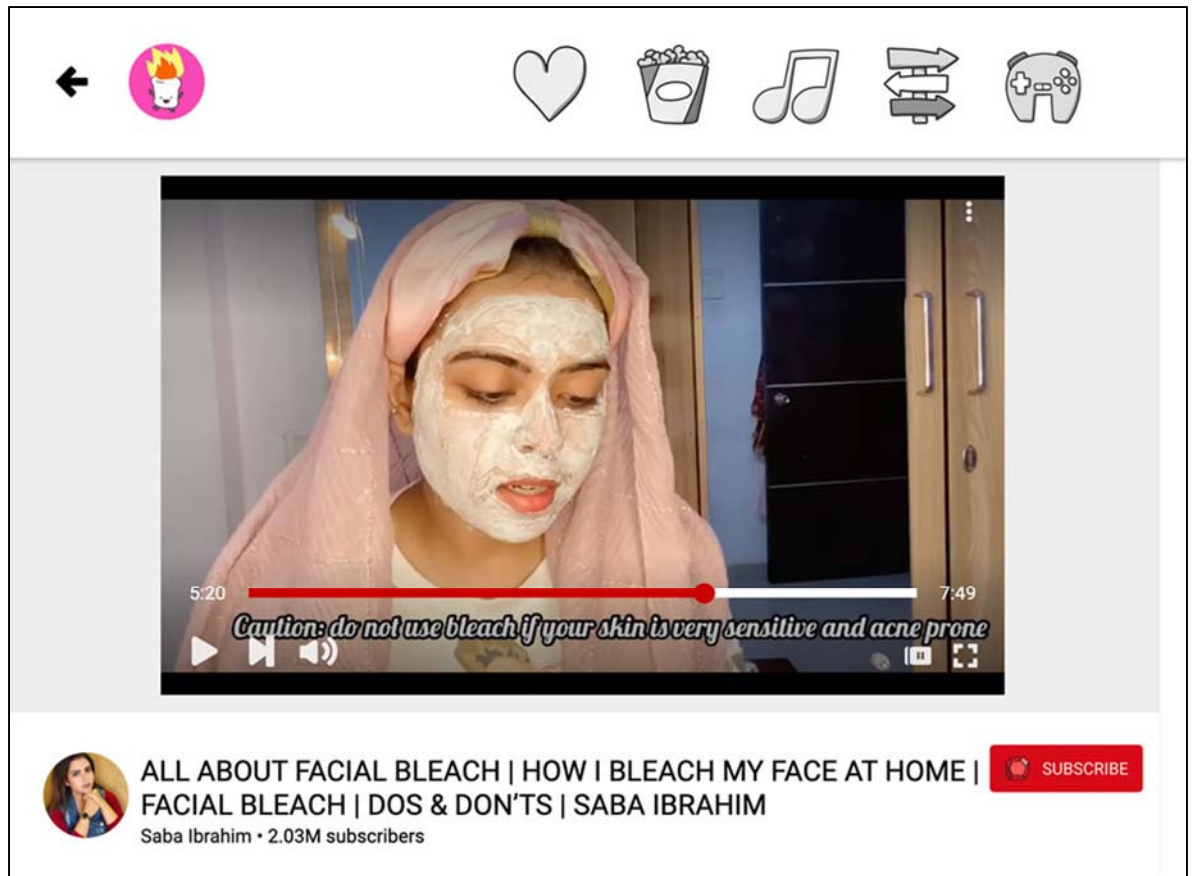 5:20
7:49
Caution: do not use bleach if your skin is very sensitive and acne prone
ALL ABOUT FACIAL BLEACH | HOW I BLEACH MY FACE AT HOME |
FACIAL BLEACH | DOS & DON'TS | SABA IBRAHIM
SUBSCRIBE
Saba Ibrahim • 2.03M subscribers